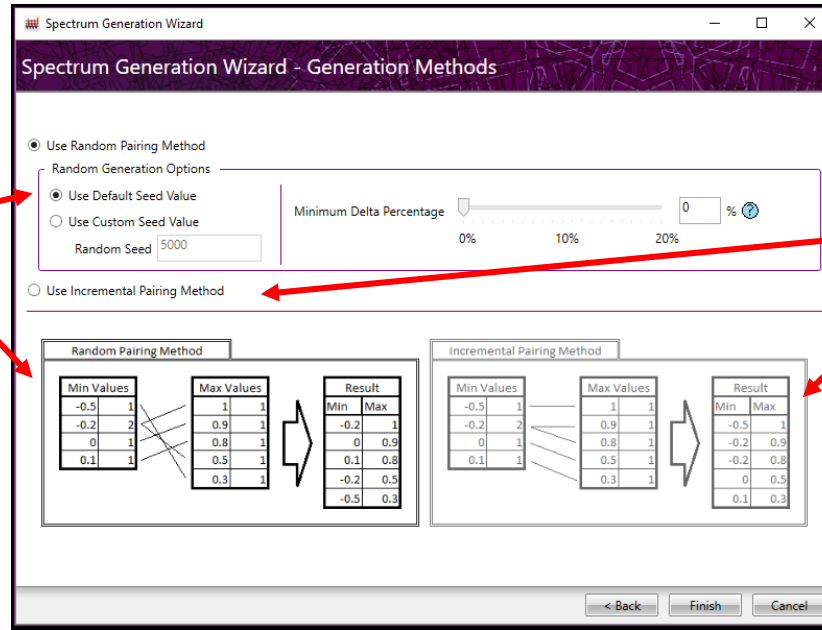 Spectrum Generation Wizard
Spectrum Generation Wizard - Generation Methods
Use Random Pairing Method
Random Generation Options
Use Default Seed Value
Use Custom Seed Value
Random Seed 5000
Minimum Delta Percentage 0 % ?
0% 10% 20%
Use Incremental Pairing Method
Random Pairing Method
Min Values Max Values Result
-0.5 1 1 1 Min Max
-0.2 2 0.9 1 -0.2 1
0 1 0.8 1 0 0.9
0.1 1 0.5 1 0.1 0.8
0.3 1 -0.2 0.5
-0.5 0.3
Incremental Pairing Method
Min Values Max Values Result
-0.5 1 1 1 Min Max
-0.2 2 0.9 1 -0.5 1
0 1 0.8 1 -0.2 0.9
0.1 1 0.5 1 -0.2 0.8
0.3 1 0 0.5
0.1 0.3
< Back Finish Cancel